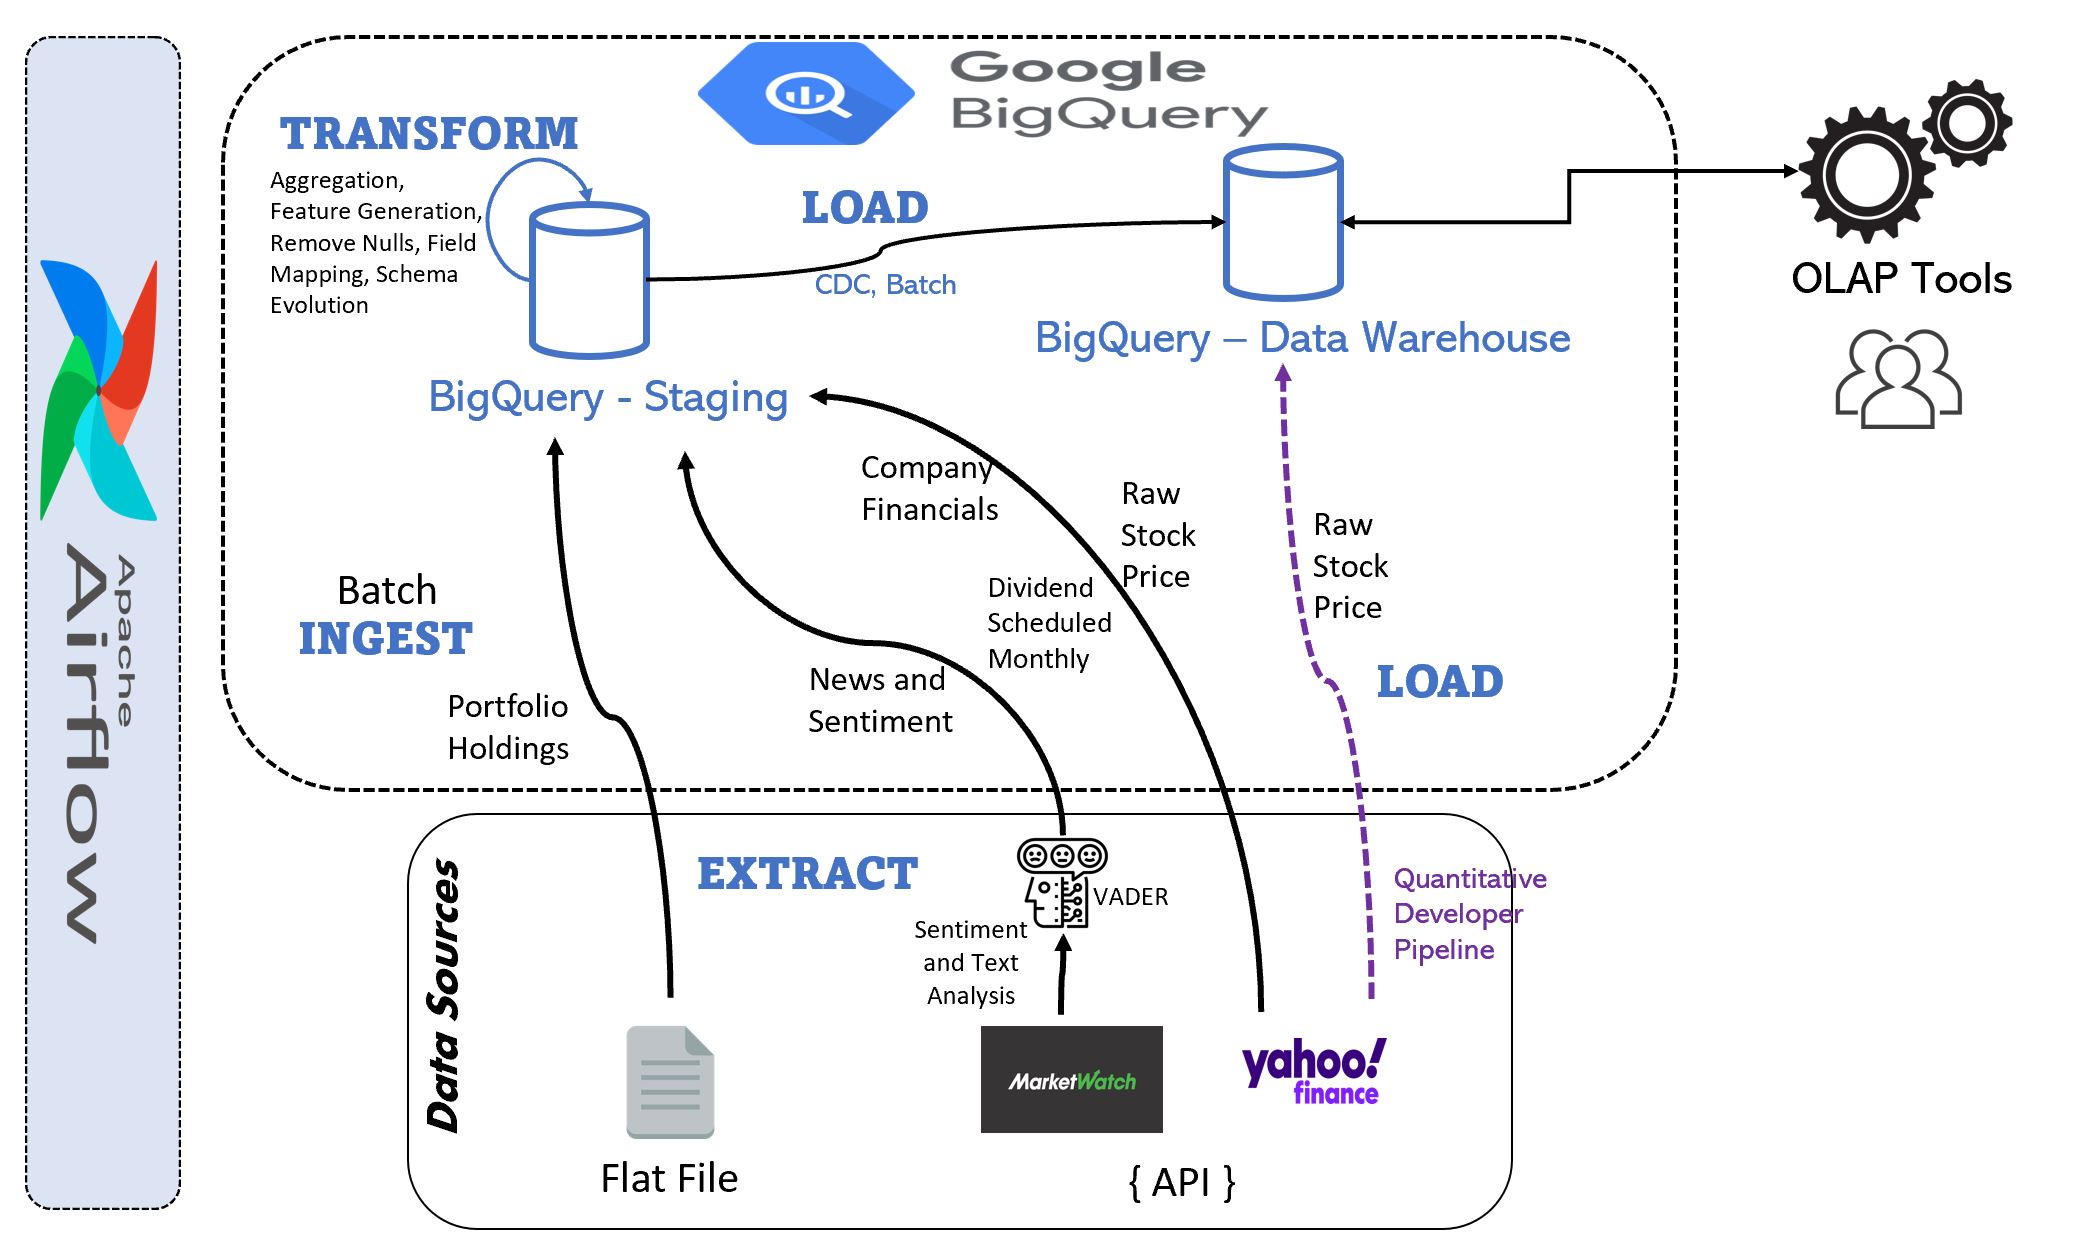 Apache
Airflow
Google
BigQuery
TRANSFORM
Aggregation,
Feature Generation,
Remove Nulls, Field
Mapping, Schema
Evolution
LOAD
CDC, Batch
BigQuery - Staging
BigQuery – Data Warehouse
OLAP Tools
Company
Financials
Raw
Stock
Price
Raw
Stock
Price
Dividend
Scheduled
Monthly
Batch
INGEST
News and
Sentiment
Portfolio
Holdings
LOAD
Data Sources
EXTRACT
VADER
Sentiment
and Text
Analysis
Quantitative
Developer
Pipeline
MarketWatch
yahoo!
finance
Flat File
{ API }